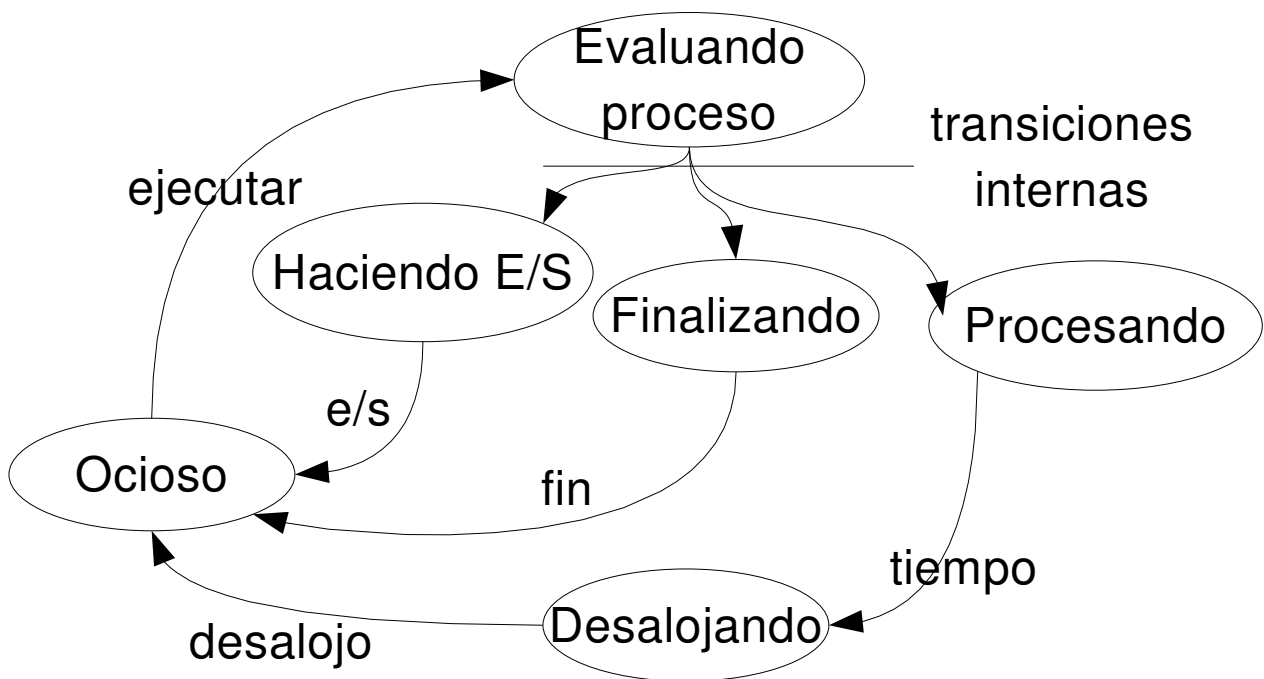 Evaluando
proceso
transiciones
internas
ejecutar
Haciendo E/S
Finalizando
Procesando
e/s
Ocioso
fin
tiempo
Desalojando
desalojo